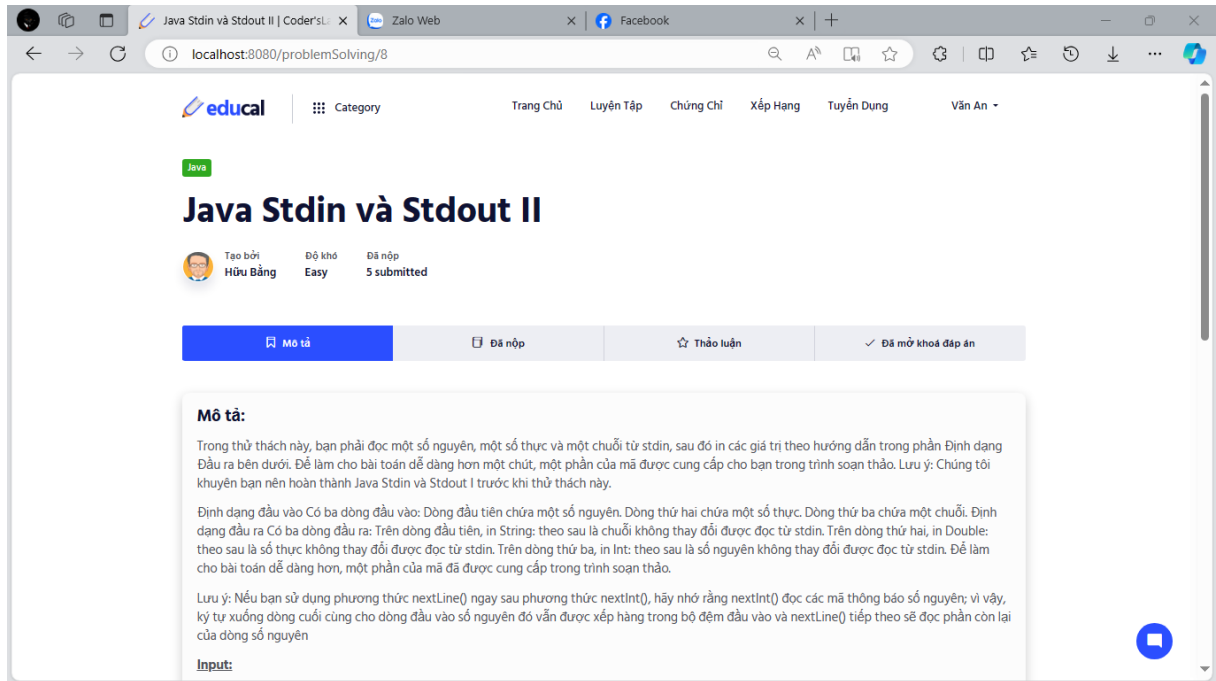 Java Stdin và Stdout II | Coder'sLa
Zalo Web
Facebook
localhost:8080/problemSolving/8
educal
Category
Trang Chủ
Luyện Tập
Chứng Chỉ
Xếp Hạng
Tuyển Dụng
Văn An
Java
Java Stdin và Stdout II
Tạo bởi
Hữu Bằng
Độ khó
Easy
Đã nộp
5 submitted
Mô tả
Đã nộp
Thảo luận
Đã mở khoá đáp án
Mô tả:
Trong thử thách này, bạn phải đọc một số nguyên, một số thực và một chuỗi từ stdin, sau đó in các giá trị theo hướng dẫn trong phần Định dạng
Đầu ra bên dưới. Để làm cho bài toán dễ dàng hơn một chút, một phần của mã được cung cấp cho bạn trong trình soạn thảo. Lưu ý: Chúng tôi
khuyên bạn nên hoàn thành Java Stdin và Stdout I trước khi thử thách này.
Định dạng đầu vào Có ba dòng đầu vào: Dòng đầu tiên chứa một số nguyên. Dòng thứ hai chứa một số thực. Dòng thứ ba chứa một chuỗi. Định
dạng đầu ra Có ba dòng đầu ra: Trên dòng đầu tiên, in String: theo sau là chuỗi không thay đổi được đọc từ stdin. Trên dòng thứ hai, in Double:
theo sau là số thực không thay đổi được đọc từ stdin. Trên dòng thứ ba, in Int: theo sau là số nguyên không thay đổi được đọc từ stdin. Để làm
cho bài toán dễ dàng hơn, một phần của mã đã được cung cấp trong trình soạn thảo.
Lưu ý: Nếu bạn sử dụng phương thức nextLine() ngay sau phương thức nextInt(), hãy nhớ rằng nextInt() đọc các mã thông báo số nguyên; vì vậy,
ký tự xuống dòng cuối cùng cho dòng đầu vào số nguyên đó vẫn được xếp hàng trong bộ đệm đầu vào và nextLine() tiếp theo sẽ đọc phần còn lại
của dòng số nguyên
Input: